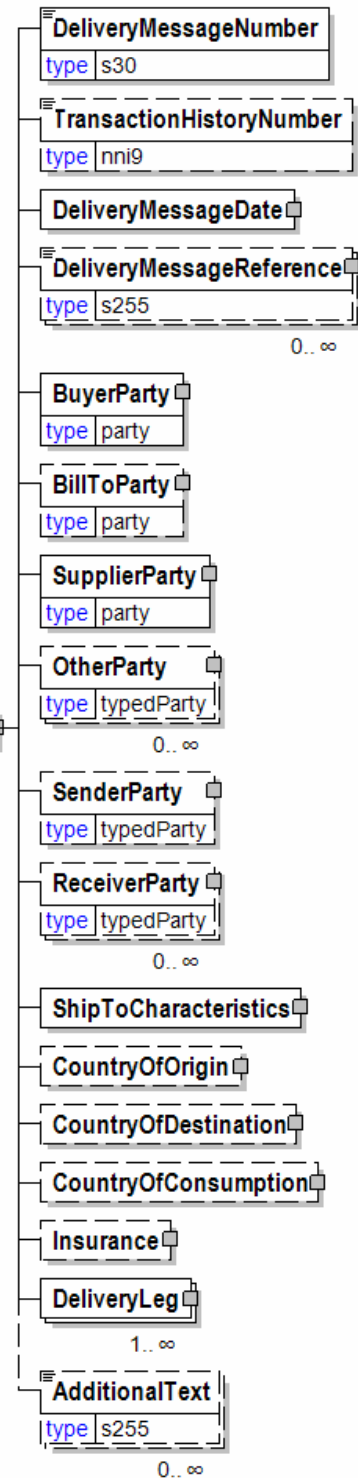 DeliveryMessageNumber
type s30
TransactionHistoryNumber
type nni9
DeliveryMessageDate
DeliveryMessageReference
type s255
0.. ∞
BuyerParty
type party
BillToParty
type party
SupplierParty
type party
OtherParty
type typedParty
0.. ∞
SenderParty
type typedParty
ReceiverParty
type typedParty
0.. ∞
ShipToCharacteristics
CountryOfOrigin
CountryOfDestination
CountryOfConsumption
Insurance
DeliveryLeg
1.. ∞
AdditionalText
type s255
0.. ∞